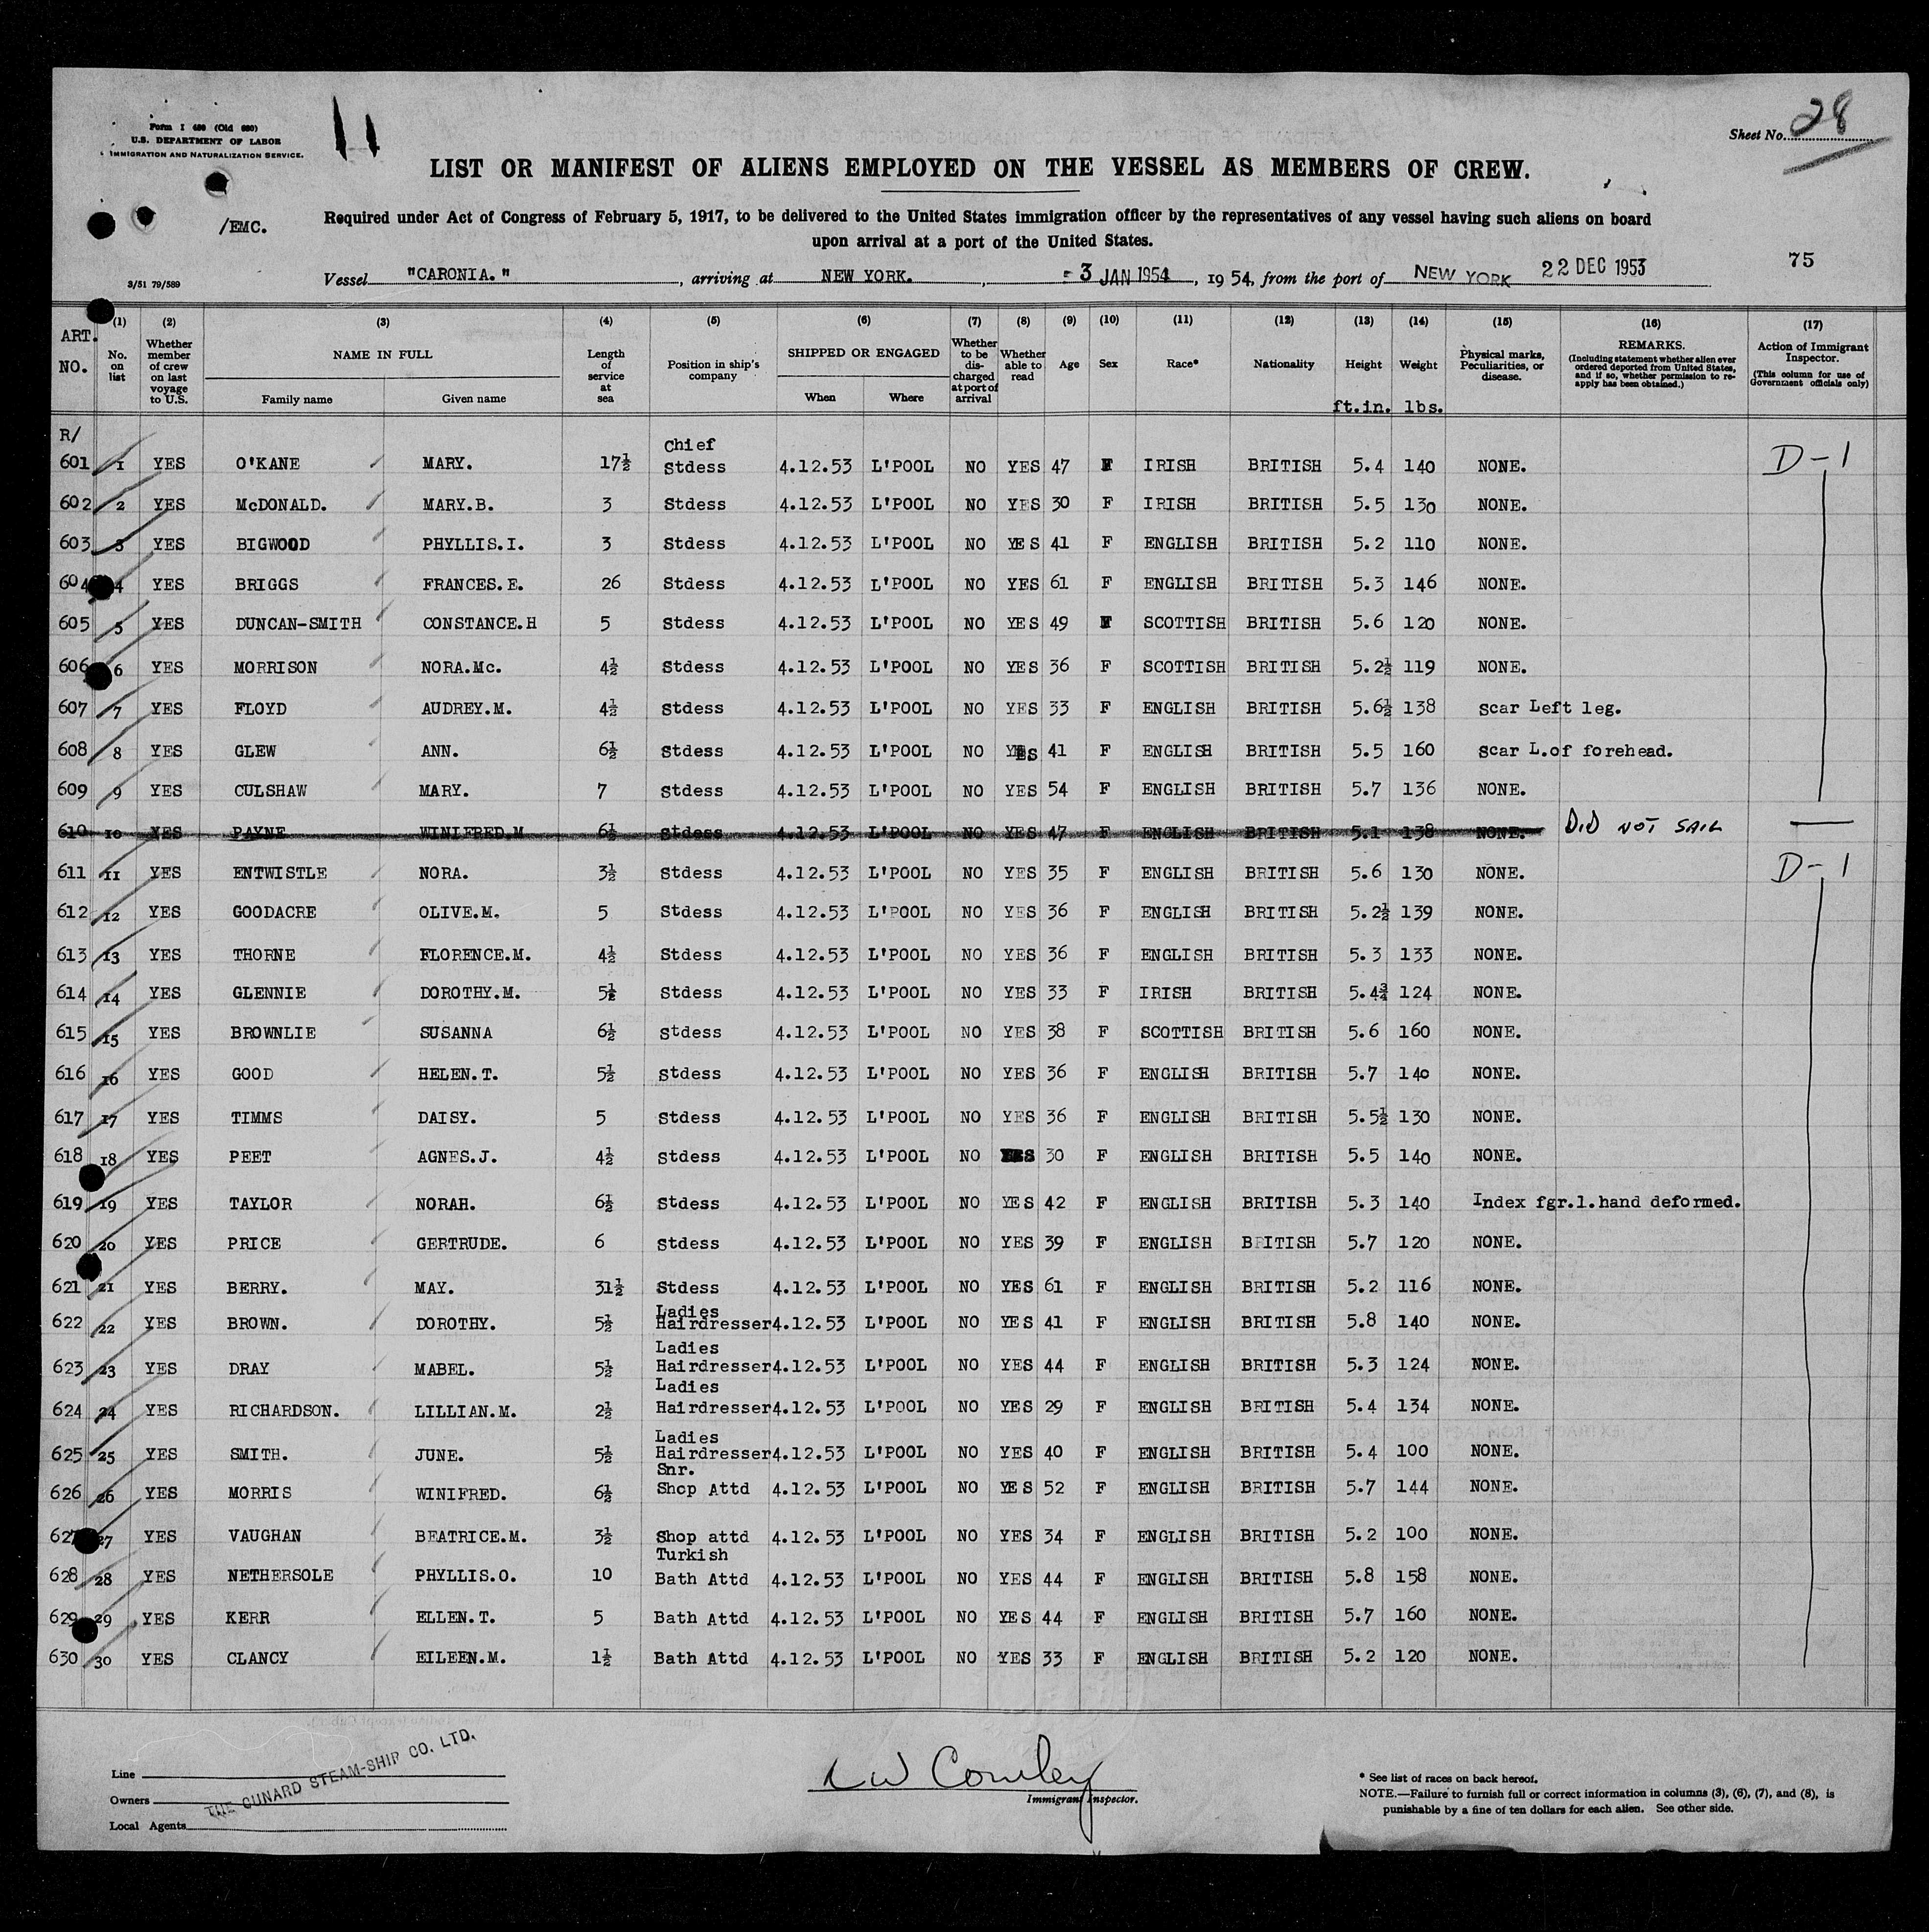 Form I 489 (Old 680)
U.S. DEPARTMENT OF LABOR
IMMIGRATION AND NATURALIZATION SERVICE.
11
Sheet No. 28
LIST OR MANIFEST OF ALIENS EMPLOYED ON THE VESSEL AS MEMBERS OF CREW.
/EMC.
Required under Act of Congress of February 5, 1917, to be delivered to the United States immigration officer by the representatives of any vessel having such aliens on board
upon arrival at a port of the United States.
75
3/51 79/589
Vessel "CARONIA." , arriving at NEW YORK. , - 3 JAN 1954 , 19 54, from the port of NEW YORK 22 DEC 1953
ART. NO. (1) No. on list (2) Whether member of crew on last voyage to U.S. (3) NAME IN FULL Family name Given name (4) Length of service at sea (5) Position in ship's company (6) SHIPPED OR ENGAGED When Where (7) Whether to be discharged at port of arrival (8) Whether able to read (9) Age (10) Sex (11) Race* (12) Nationality (13) Height ft.in. (14) Weight lbs. (15) Physical marks, Peculiarities, or disease. (16) REMARKS. (Including statement whether alien ever ordered deported from United States, and if so, whether permission to re-apply has been obtained.) (17) Action of Immigrant Inspector. (This column for use of Government officials only)
R/
601 1 YES O'KANE MARY. 17½ Chief Stdess 4.12.53 L'POOL NO YES 47 F IRISH BRITISH 5.4 140 NONE. D-1
602 2 YES McDONALD. MARY.B. 3 Stdess 4.12.53 L'POOL NO YES 30 F IRISH BRITISH 5.5 130 NONE.
603 3 YES BIGWOOD PHYLLIS.I. 3 Stdess 4.12.53 L'POOL NO YES 41 F ENGLISH BRITISH 5.2 110 NONE.
604 4 YES BRIGGS FRANCES.E. 26 Stdess 4.12.53 L'POOL NO YES 61 F ENGLISH BRITISH 5.3 146 NONE.
605 5 YES DUNCAN-SMITH CONSTANCE.H 5 Stdess 4.12.53 L'POOL NO YES 49 F SCOTTISH BRITISH 5.6 120 NONE.
606 6 YES MORRISON NORA.Mc. 4½ Stdess 4.12.53 L'POOL NO YES 36 F SCOTTISH BRITISH 5.2½ 119 NONE.
607 7 YES FLOYD AUDREY.M. 4½ Stdess 4.12.53 L'POOL NO YES 33 F ENGLISH BRITISH 5.6½ 138 scar Left leg.
608 8 YES GLEW ANN. 6½ Stdess 4.12.53 L'POOL NO YES 41 F ENGLISH BRITISH 5.5 160 scar L.of forehead.
609 9 YES CULSHAW MARY. 7 Stdess 4.12.53 L'POOL NO YES 54 F ENGLISH BRITISH 5.7 136 NONE.
610 10 YES PAYNE WINIFRED.M 6½ Stdess 4.12.53 L'POOL NO YES 47 F ENGLISH BRITISH 5.1 138 NONE. DID NOT SAIL —
611 11 YES ENTWISTLE NORA. 3½ Stdess 4.12.53 L'POOL NO YES 35 F ENGLISH BRITISH 5.6 130 NONE. D-1
612 12 YES GOODACRE OLIVE.M. 5 Stdess 4.12.53 L'POOL NO YES 36 F ENGLISH BRITISH 5.2½ 139 NONE.
613 13 YES THORNE FLORENCE.M. 4½ Stdess 4.12.53 L'POOL NO YES 36 F ENGLISH BRITISH 5.3 133 NONE.
614 14 YES GLENNIE DOROTHY.M. 5½ Stdess 4.12.53 L'POOL NO YES 33 F IRISH BRITISH 5.4¾ 124 NONE.
615 15 YES BROWNLIE SUSANNA 6½ Stdess 4.12.53 L'POOL NO YES 38 F SCOTTISH BRITISH 5.6 160 NONE.
616 16 YES GOOD HELEN.T. 5½ Stdess 4.12.53 L'POOL NO YES 36 F ENGLISH BRITISH 5.7 140 NONE.
617 17 YES TIMMS DAISY. 5 Stdess 4.12.53 L'POOL NO YES 36 F ENGLISH BRITISH 5.5½ 130 NONE.
618 18 YES PEET AGNES.J. 4½ Stdess 4.12.53 L'POOL NO YES 30 F ENGLISH BRITISH 5.5 140 NONE.
619 19 YES TAYLOR NORAH. 6½ Stdess 4.12.53 L'POOL NO YES 42 F ENGLISH BRITISH 5.3 140 Index fgr.l.hand deformed.
620 20 YES PRICE GERTRUDE. 6 Stdess 4.12.53 L'POOL NO YES 39 F ENGLISH BRITISH 5.7 120 NONE.
621 21 YES BERRY. MAY. 31½ Stdess 4.12.53 L'POOL NO YES 61 F ENGLISH BRITISH 5.2 116 NONE.
622 22 YES BROWN. DOROTHY. 5½ Ladies Hairdresser 4.12.53 L'POOL NO YES 41 F ENGLISH BRITISH 5.8 140 NONE.
623 23 YES DRAY MABEL. 5½ Ladies Hairdresser 4.12.53 L'POOL NO YES 44 F ENGLISH BRITISH 5.3 124 NONE.
624 24 YES RICHARDSON. LILLIAN.M. 2½ Ladies Hairdresser 4.12.53 L'POOL NO YES 29 F ENGLISH BRITISH 5.4 134 NONE.
625 25 YES SMITH. JUNE. 5½ Ladies Hairdresser 4.12.53 L'POOL NO YES 40 F ENGLISH BRITISH 5.4 100 NONE.
626 26 YES MORRIS WINIFRED. 6½ Snr. Shop Attd 4.12.53 L'POOL NO YES 52 F ENGLISH BRITISH 5.7 144 NONE.
627 27 YES VAUGHAN BEATRICE.M. 3½ Shop attd 4.12.53 L'POOL NO YES 34 F ENGLISH BRITISH 5.2 100 NONE.
628 28 YES NETHERSOLE PHYLLIS.O. 10 Turkish Bath Attd 4.12.53 L'POOL NO YES 44 F ENGLISH BRITISH 5.8 158 NONE.
629 29 YES KERR ELLEN.T. 5 Bath Attd 4.12.53 L'POOL NO YES 44 F ENGLISH BRITISH 5.7 160 NONE.
630 30 YES CLANCY EILEEN.M. 1½ Bath Attd 4.12.53 L'POOL NO YES 33 F ENGLISH BRITISH 5.2 120 NONE.
Line
Owners THE CUNARD STEAM-SHIP CO. LTD.
Local Agents
Immigrant Inspector.
* See list of races on back hereof.
NOTE.—Failure to furnish full or correct information in columns (3), (6), (7), and (8), is
punishable by a fine of ten dollars for each alien. See other side.